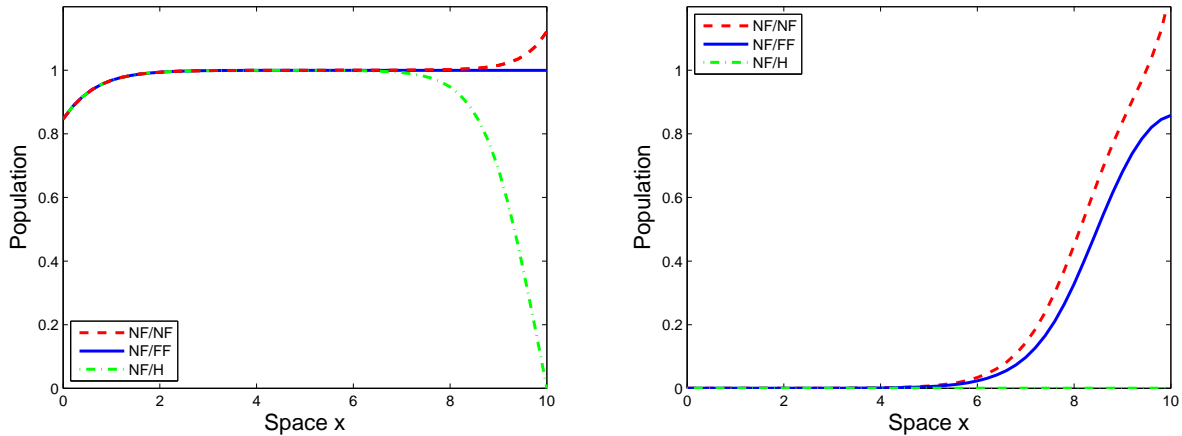 Population
1
0.8
0.6
0.4
0.2
0
NF/NF
NF/FF
NF/H
0 2 4 6 8 10
Space x
Population
1
0.8
0.6
0.4
0.2
0
NF/NF
NF/FF
NF/H
0 2 4 6 8 10
Space x